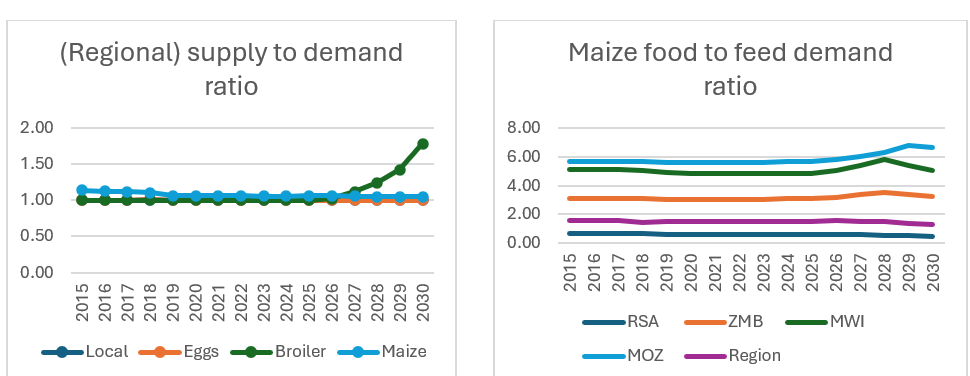 (Regional) supply to demand
ratio
2.00
1.50
1.00
0.50
0.00
2015 2016 2017 2018 2019 2020 2021 2022 2023 2024 2025 2026 2027 2028 2029 2030
Local Eggs Broiler Maize
Maize food to feed demand
ratio
8.00
6.00
4.00
2.00
0.00
2015 2016 2017 2018 2019 2020 2021 2022 2023 2024 2025 2026 2027 2028 2029 2030
RSA ZMB MWI
MOZ Region